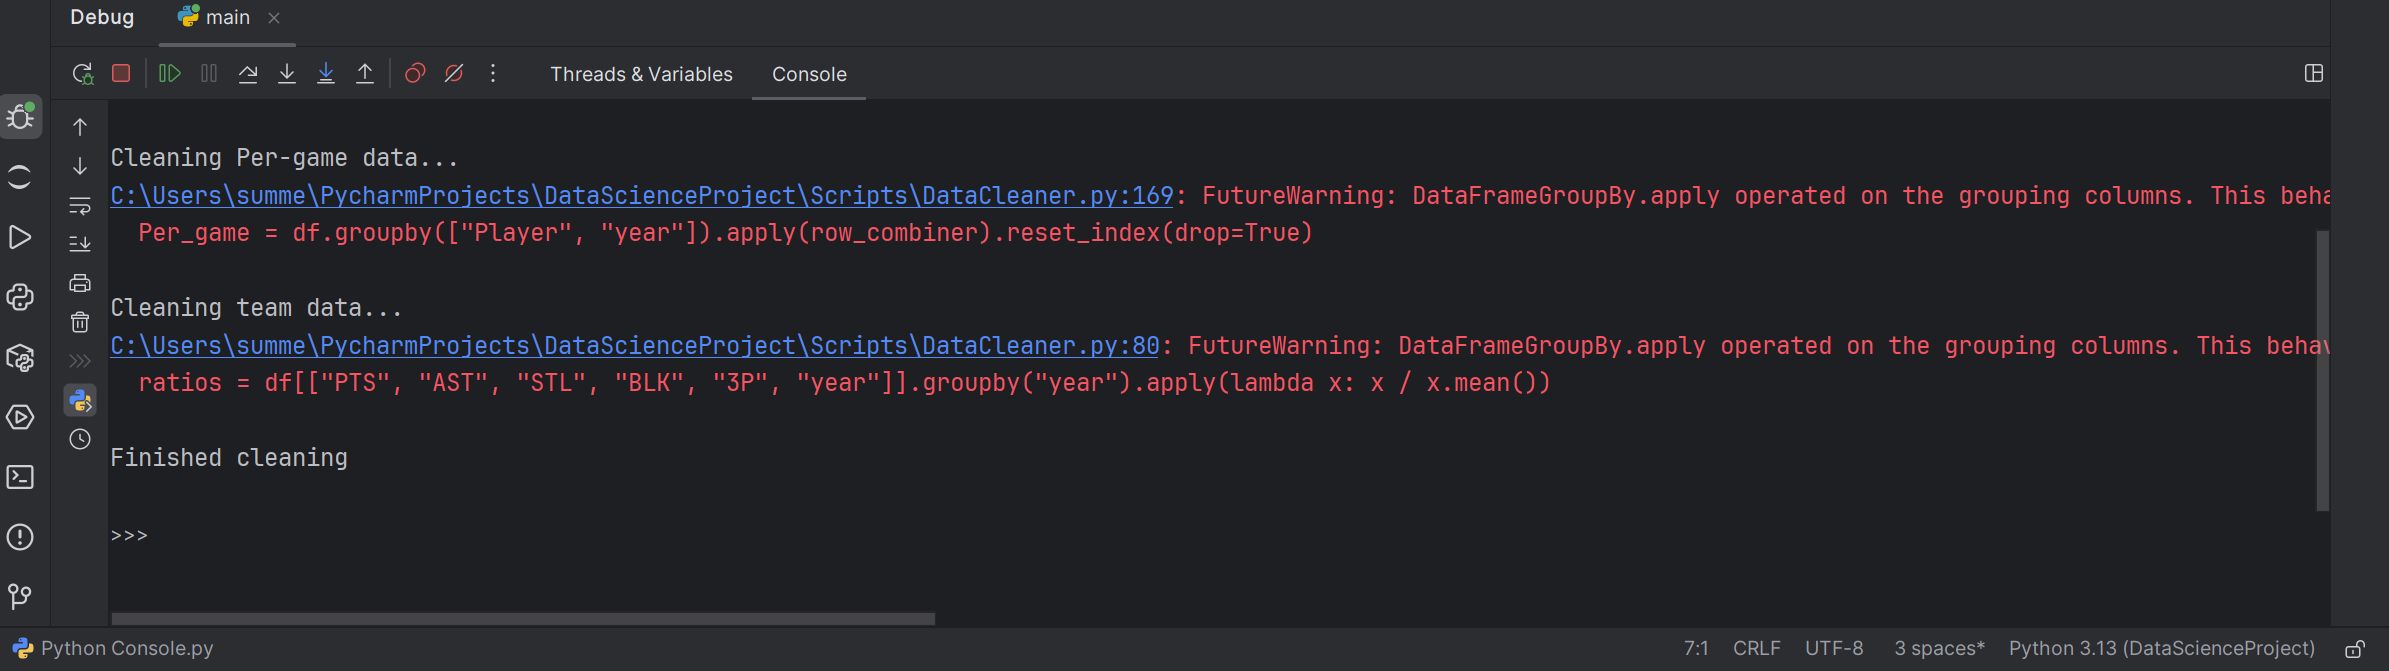 Debug
main
Threads & Variables
Console
Cleaning Per-game data...
C:\Users\summe\PycharmProjects\DataScienceProject\Scripts\DataCleaner.py:169: FutureWarning: DataFrameGroupBy.apply operated on the grouping columns. This beha
Per_game = df.groupby(["Player", "year"]).apply(row_combiner).reset_index(drop=True)
Cleaning team data...
C:\Users\summe\PycharmProjects\DataScienceProject\Scripts\DataCleaner.py:80: FutureWarning: DataFrameGroupBy.apply operated on the grouping columns. This behav
ratios = df[["PTS", "AST", "STL", "BLK", "3P", "year"]].groupby("year").apply(lambda x: x / x.mean())
Finished cleaning
>>>
Python Console.py
7:1 CRLF UTF-8 3 spaces* Python 3.13 (DataScienceProject)